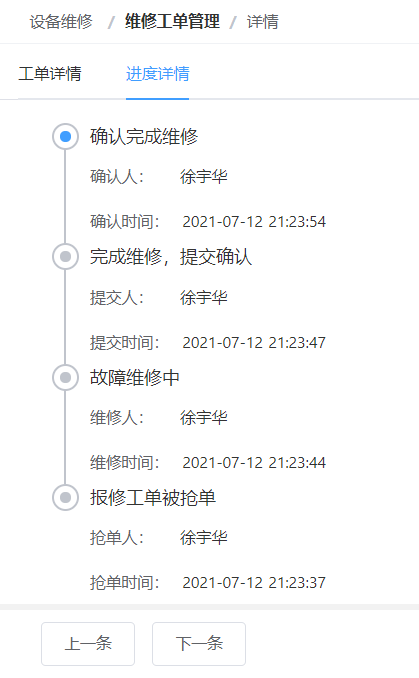 设备维修 / 维修工单管理 / 详情
工单详情 进度详情
确认完成维修
确认人： 徐宇华
确认时间： 2021-07-12 21:23:54
完成维修，提交确认
提交人： 徐宇华
提交时间： 2021-07-12 21:23:47
故障维修中
维修人： 徐宇华
维修时间： 2021-07-12 21:23:44
报修工单被抢单
抢单人： 徐宇华
抢单时间： 2021-07-12 21:23:37
上一条 下一条